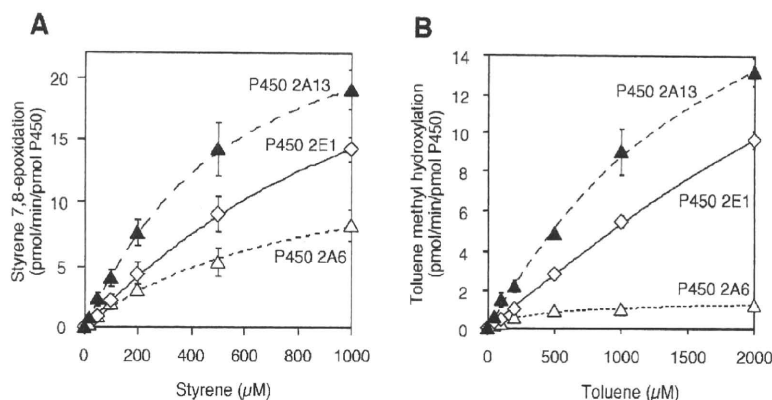 A
Styrene 7,8-epoxidation
(pmol/min/pmol P450)
20
15
10
5
0
P450 2A13
P450 2E1
P450 2A6
0 200 400 600 800 1000
Styrene (µM)
B
Toluene methyl hydroxylation
(pmol/min/pmol P450)
14
12
10
8
6
4
2
0
P450 2A13
P450 2E1
P450 2A6
0 500 1000 1500 2000
Toluene (µM)